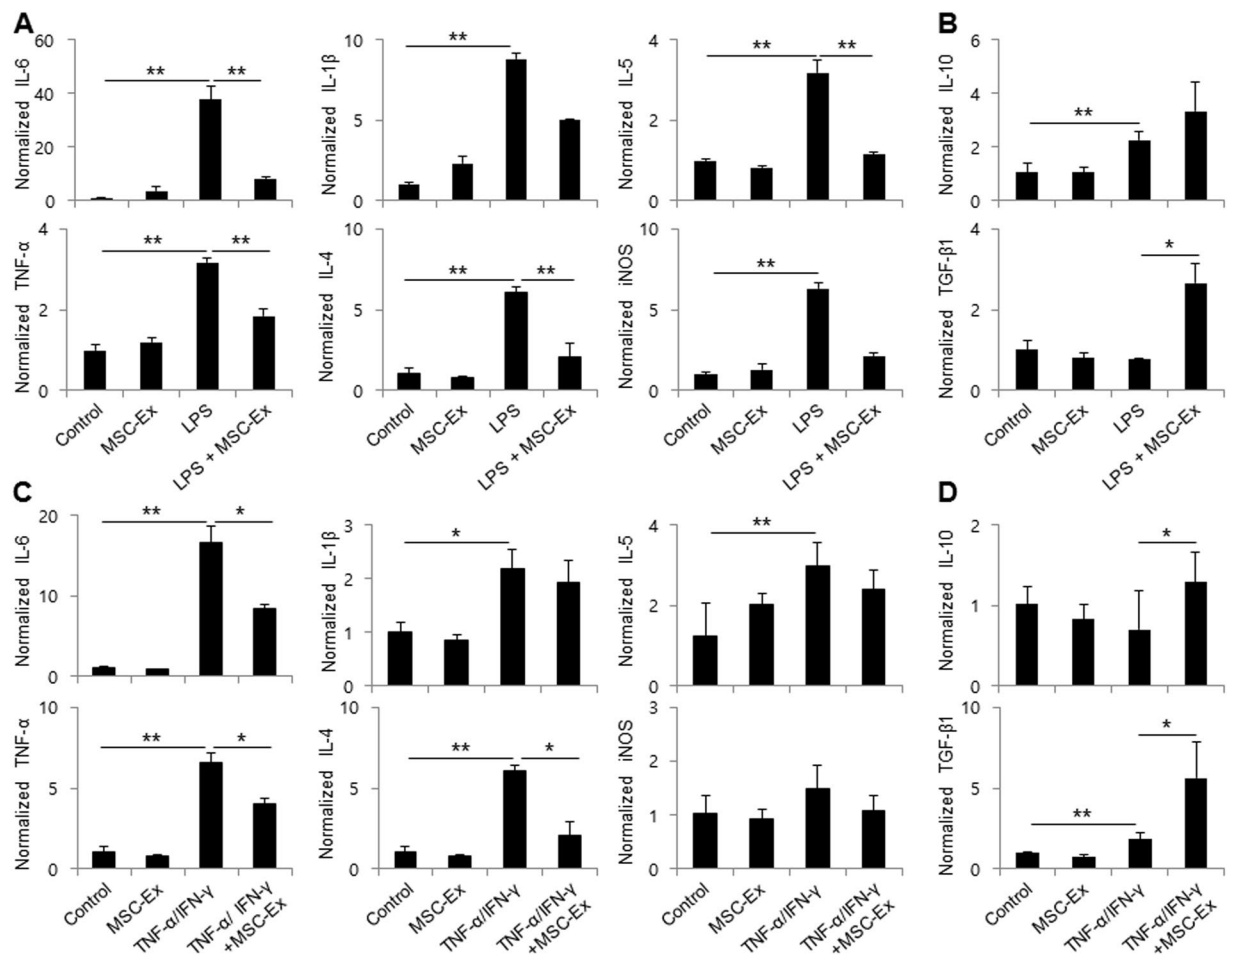 A
Normalized IL-6
60
40
20
0
**
**
Normalized IL-1β
10
5
0
**
Normalized IL-5
4
2
0
**
**
B
Normalized IL-10
6
4
2
0
**
Normalized TNF-α
4
2
0
**
**
Control
MSC-Ex
LPS
LPS + MSC-Ex
Normalized IL-4
10
5
0
**
**
Control
MSC-Ex
LPS
LPS + MSC-Ex
Normalized iNOS
10
5
0
**
Control
MSC-Ex
LPS
LPS + MSC-Ex
Normalized TGF-β1
4
2
0
*
Control
MSC-Ex
LPS
LPS + MSC-Ex
C
Normalized IL-6
20
10
0
**
*
Normalized IL-1β
3
2
1
0
*
Normalized IL-5
4
2
0
**
D
Normalized IL-10
2
1
0
*
Normalized TNF-α
10
5
0
**
*
Control
MSC-Ex
TNF-α/IFN-γ
TNF-α/ IFN-γ
+MSC-Ex
Normalized IL-4
10
5
0
**
*
Control
MSC-Ex
TNF-α/IFN-γ
TNF-α/IFN-γ
+MSC-Ex
Normalized iNOS
3
2
1
0
Control
MSC-Ex
TNF-α/IFN-γ
TNF-α/IFN-γ
+MSC-Ex
Normalized TGF-β1
10
5
0
**
*
Control
MSC-Ex
TNF-α/IFN-γ
TNF-α/IFN-γ
+MSC-Ex